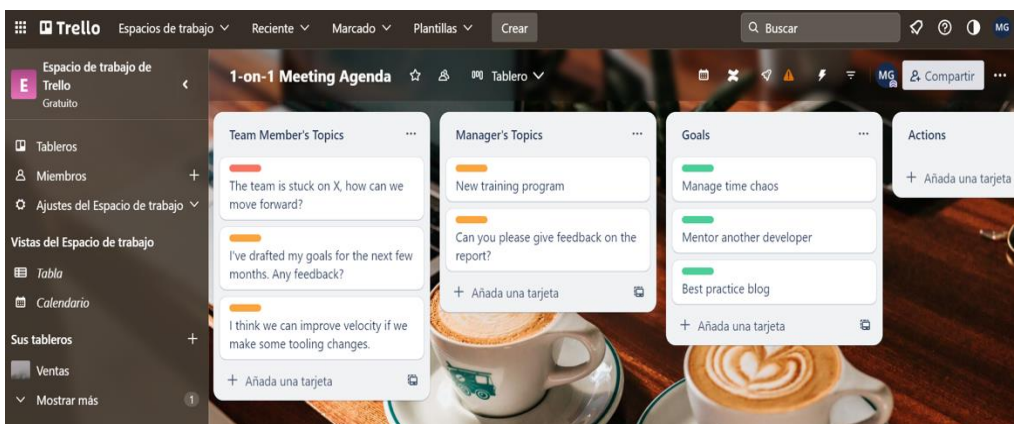 Trello Espacios de trabajo Reciente Marcado Plantillas Crear Buscar MG
E Espacio de trabajo de
Trello
Gratuito
Tableros
Miembros +
Ajustes del Espacio de trabajo
Vistas del Espacio de trabajo
Tabla
Calendario
Sus tableros +
Ventas
Mostrar más 1
1-on-1 Meeting Agenda Tablero MG Compartir ...
Team Member's Topics ...
The team is stuck on X, how can we
move forward?
I've drafted my goals for the next few
months. Any feedback?
I think we can improve velocity if we
make some tooling changes.
+ Añada una tarjeta
Manager's Topics ...
New training program
Can you please give feedback on the
report?
+ Añada una tarjeta
Goals ...
Manage time chaos
Mentor another developer
Best practice blog
+ Añada una tarjeta
Actions
+ Añada una tarjeta